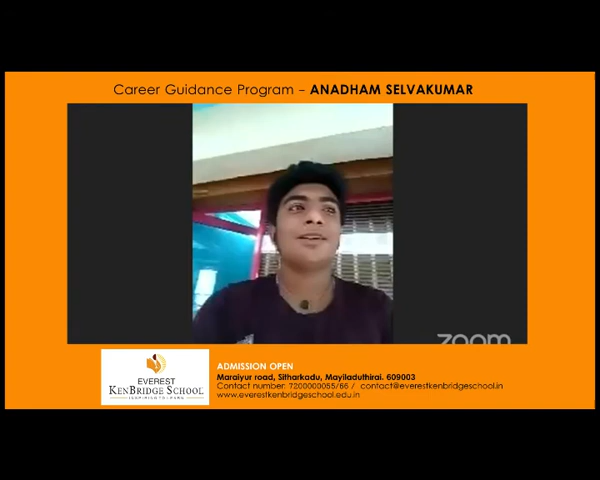 Career Guidance Program – ANADHAM SELVAKUMAR
zoom
EVEREST
KENBRIDGE SCHOOL
ADMISSION OPEN
Maraiyur road, Sitharkadu, Mayiladuthirai. 609003
Contact number: 7200000055/66 / contact@everestkenbridgeschool.in
www.everestkenbridgeschool.edu.in